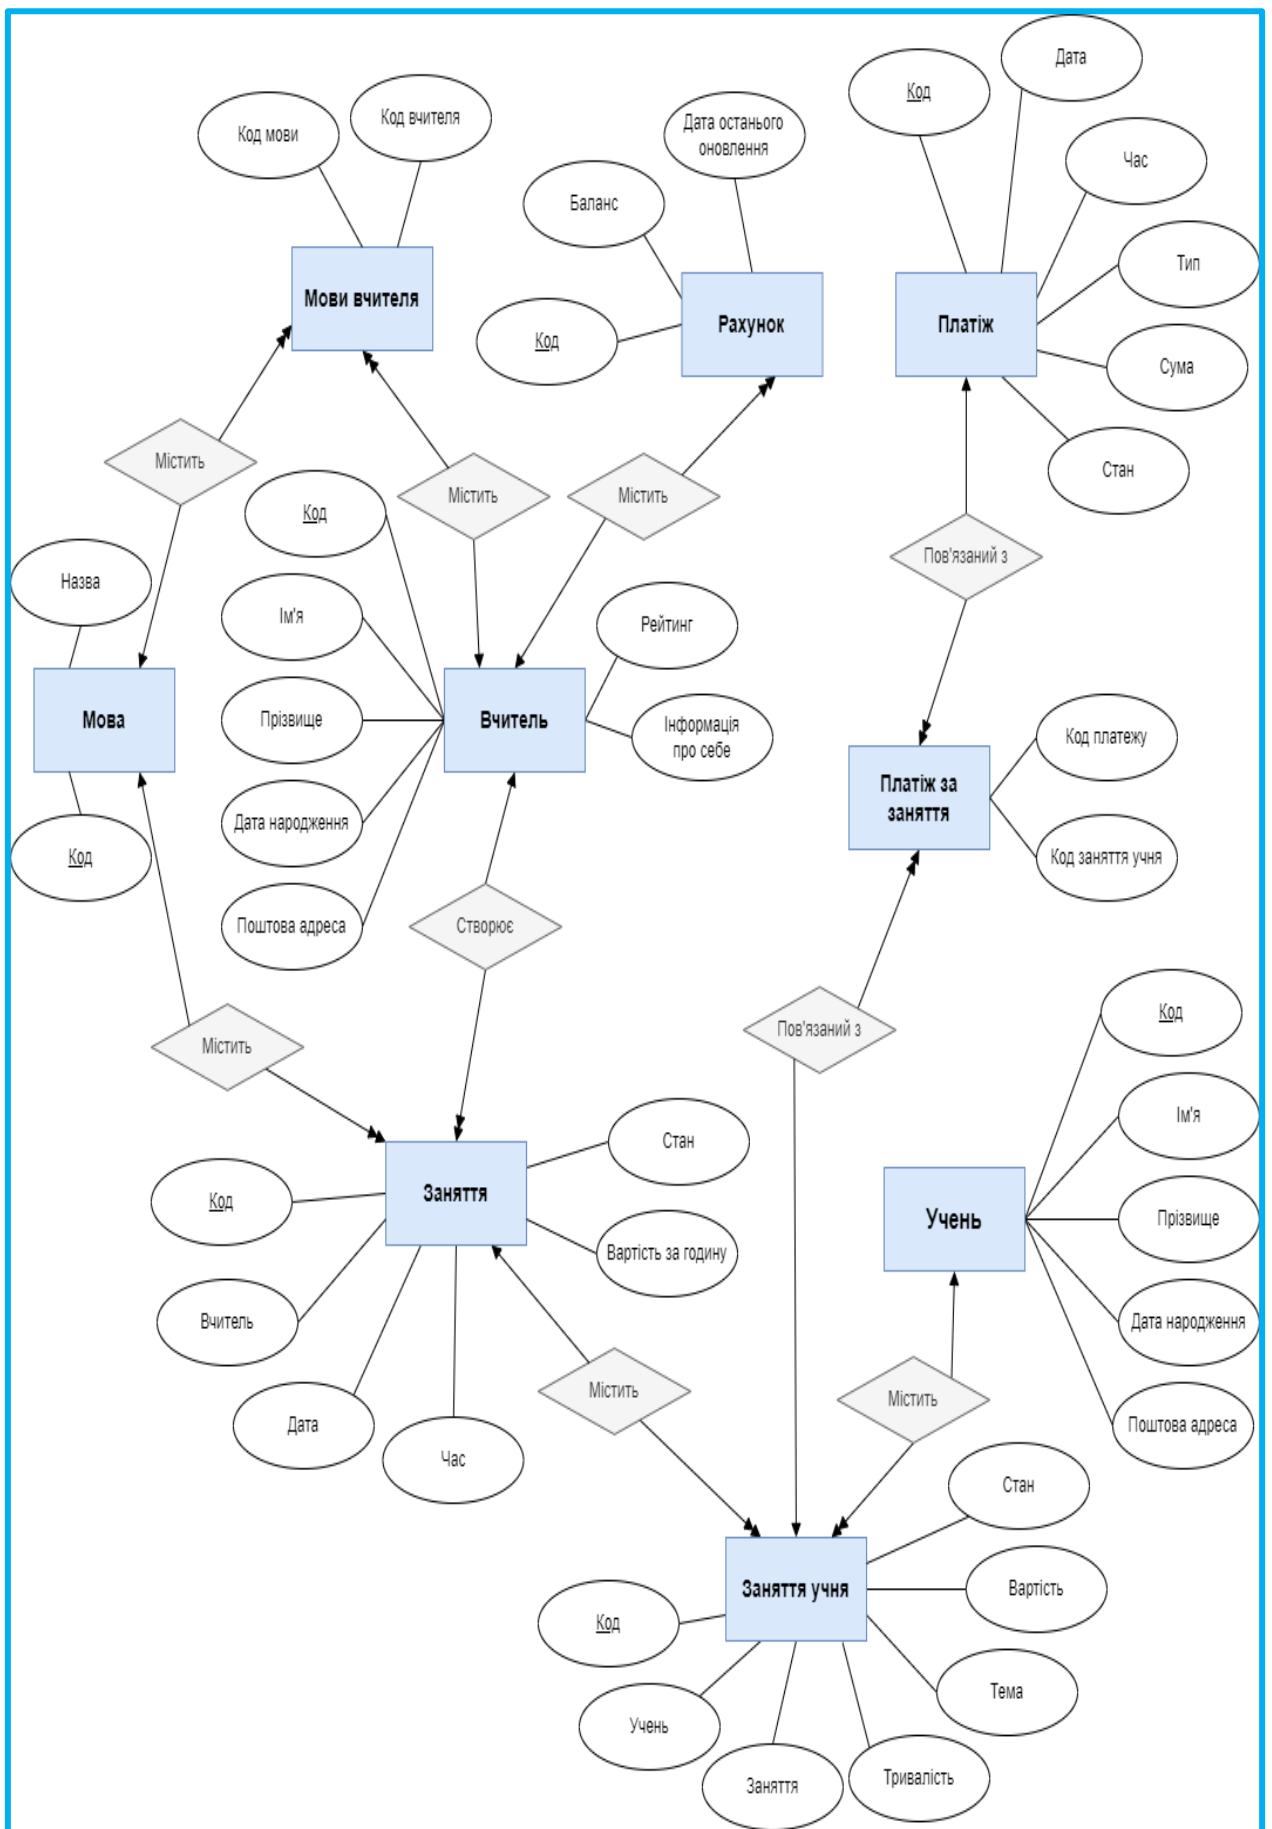 Дата
Код
Код вчителя
Код мови
Дата останього
оновлення
Час
Баланс
Тип
Мови вчителя
Рахунок
Платіж
Код
Сума
Містить
Стан
Містить
Містить
Код
Пов'язаний з
Назва
Ім'я
Рейтинг
Мова
Прізвище
Вчитель
Інформація
про себе
Код платежу
Платіж за
заняття
Дата народження
Код
Код заняття учня
Поштова адреса
Створює
Код
Пов'язаний з
Містить
Ім'я
Стан
Заняття
Код
Учень
Прізвище
Вартість за годину
Вчитель
Дата народження
Містить
Містить
Дата
Поштова адреса
Час
Стан
Заняття учня
Вартість
Код
Тема
Учень
Тривалість
Заняття